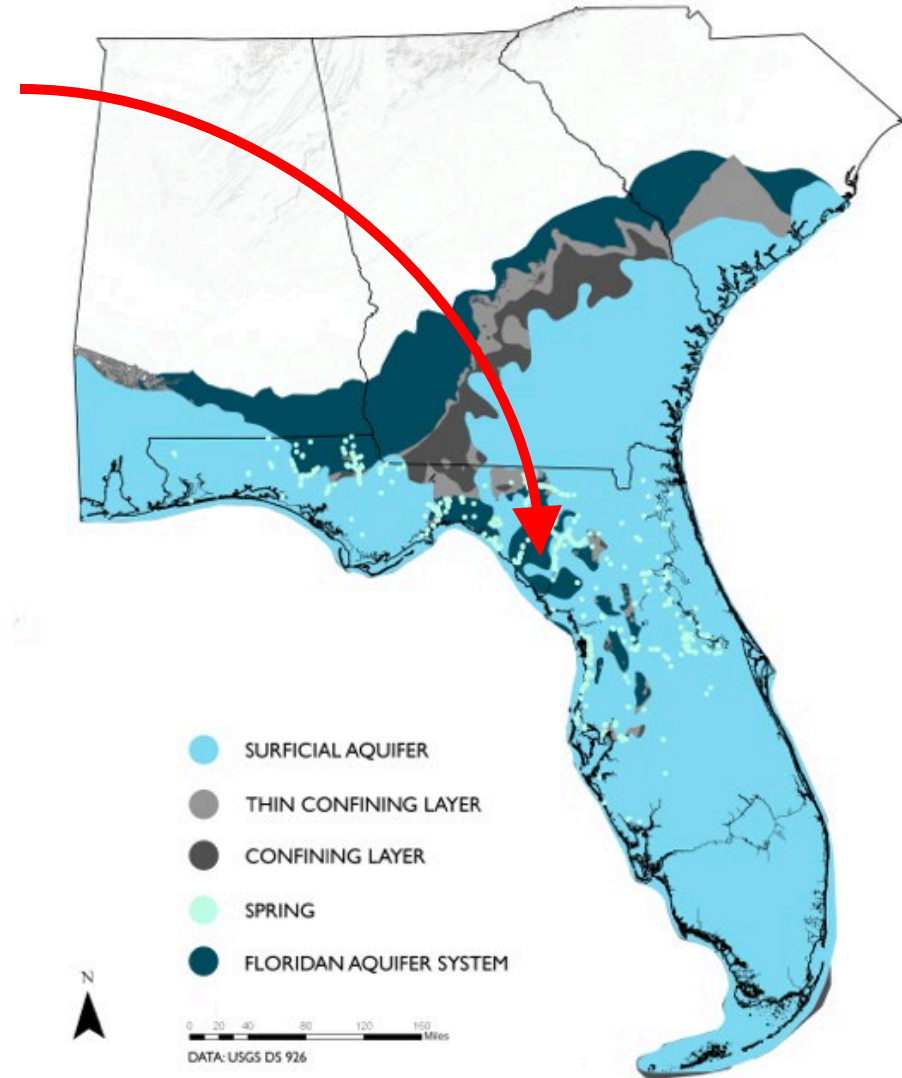 SURFICIAL AQUIFER
THIN CONFINING LAYER
CONFINING LAYER
SPRING
FLORIDAN AQUIFER SYSTEM
N
0 20 40 80 120 160
Miles
DATA: USGS DS 926